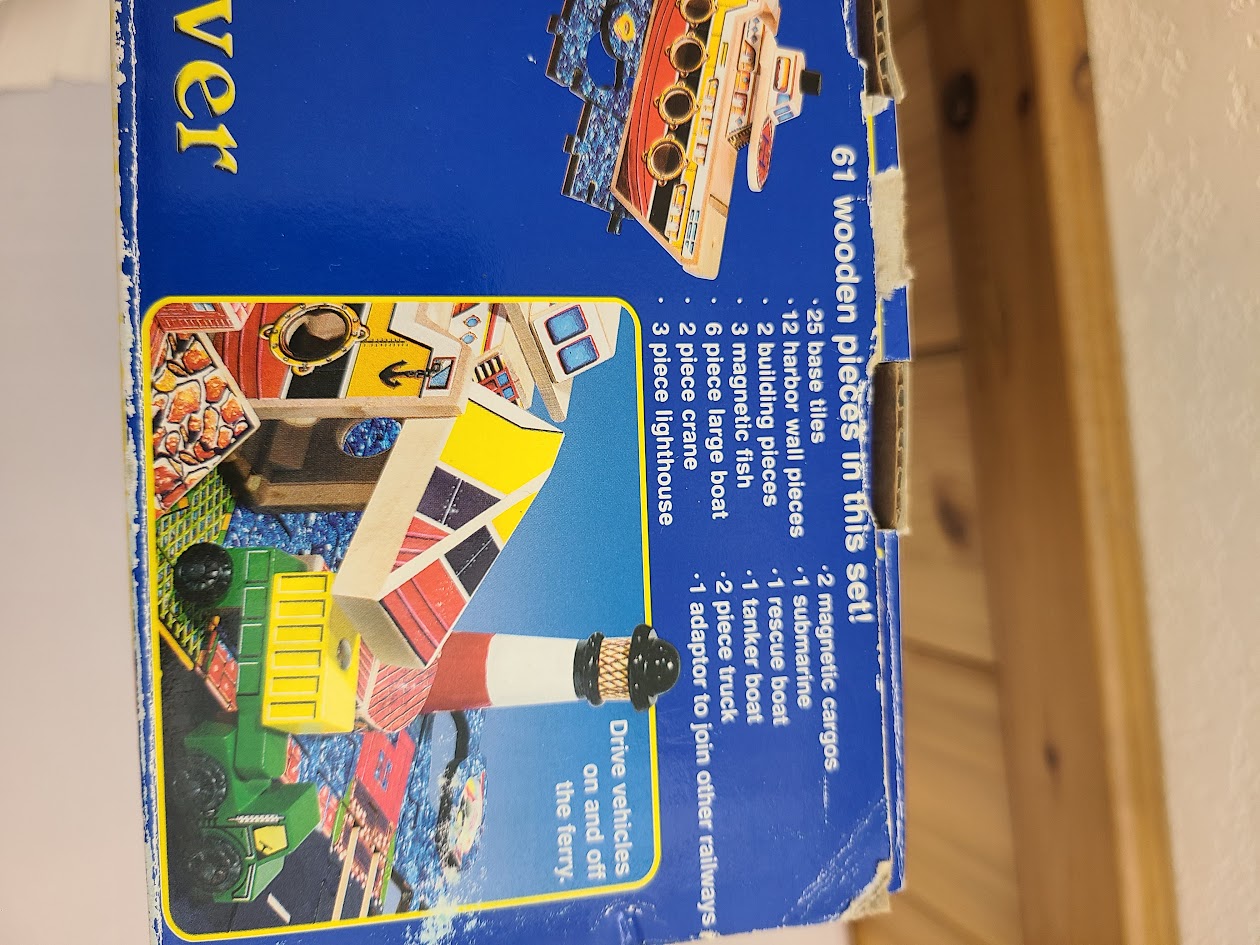 ver
61 wooden pieces in this set!
· 25 base tiles
· 12 harbor wall pieces
· 2 building pieces
· 3 magnetic fish
· 6 piece large boat
· 2 piece crane
· 3 piece lighthouse
· 2 magnetic cargos
· 1 submarine
· 1 rescue boat
· 1 tanker boat
· 2 piece truck
· 1 adaptor to join other railways
Drive vehicles
on and off
the ferry.